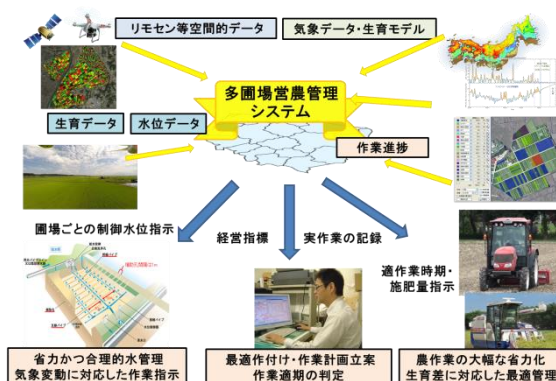 リモセン等空間的データ
気象データ・生育モデル
多圃場営農管理
システム
生育データ
水位データ
作業進捗
圃場ごとの制御水位指示
経営指標
実作業の記録
適作業時期・
施肥量指示
省力かつ合理的水管理
気象変動に対応した作業指示
最適作付け・作業計画立案
作業適期の判定
農作業の大幅な省力化
生育差に対応した最適管理